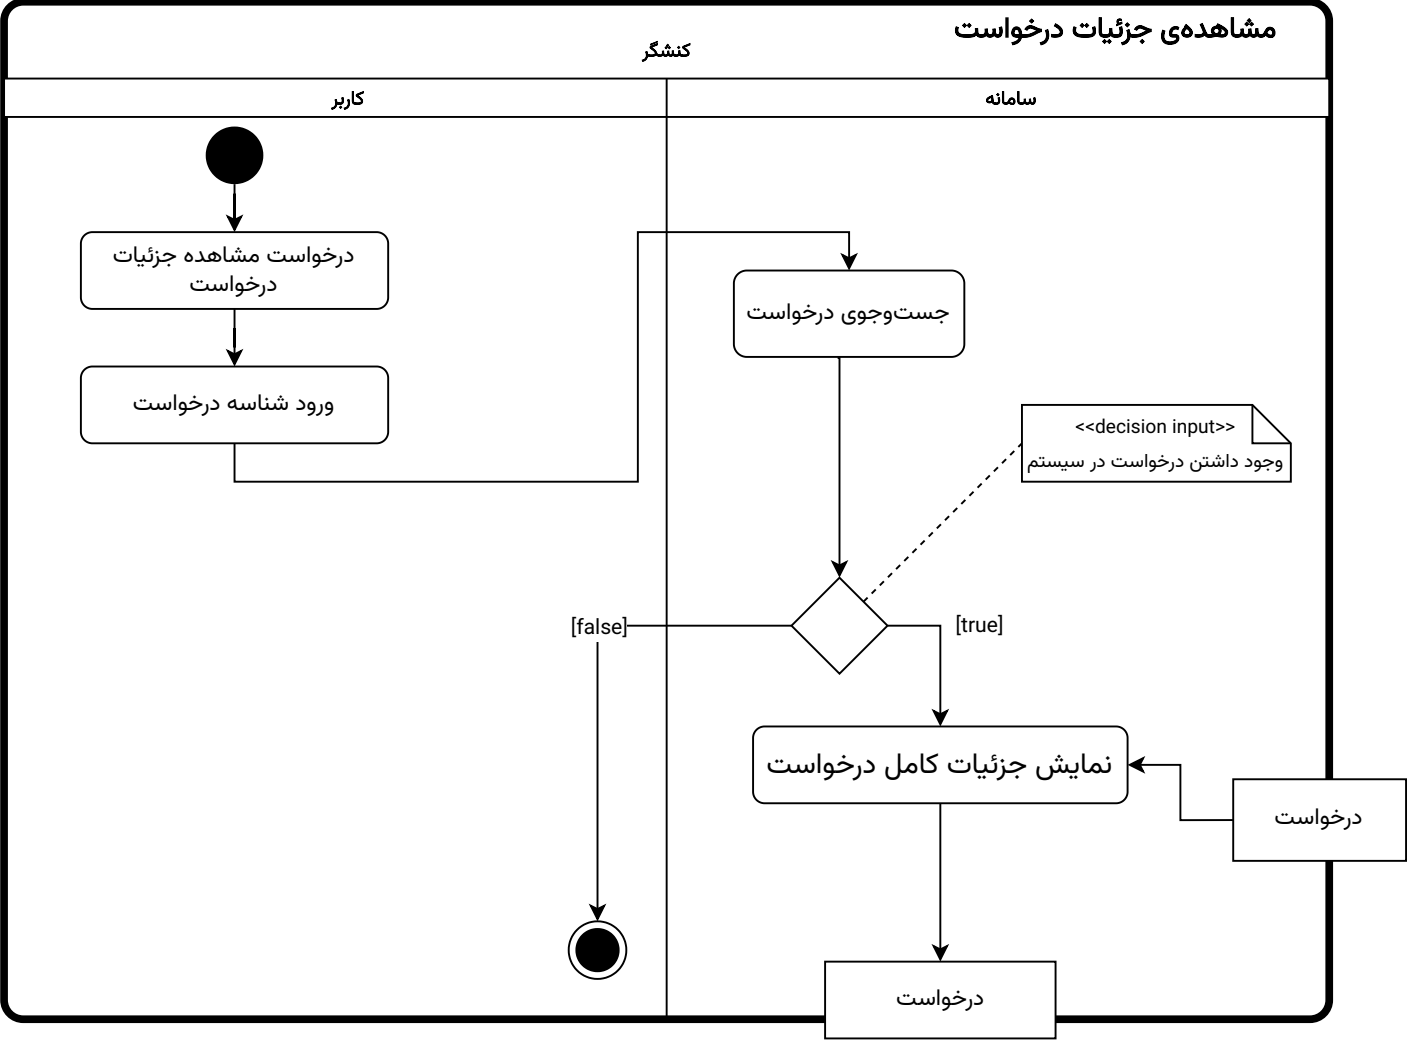 مشاهده‌ی جزئیات درخواست
کنشگر
کاربر
سامانه
درخواست مشاهده جزئیات
درخواست
ورود شناسه درخواست
جست‌وجوی درخواست
<<decision input>>
وجود داشتن درخواست در سیستم
[false]
[true]
نمایش جزئیات کامل درخواست
درخواست
درخواست